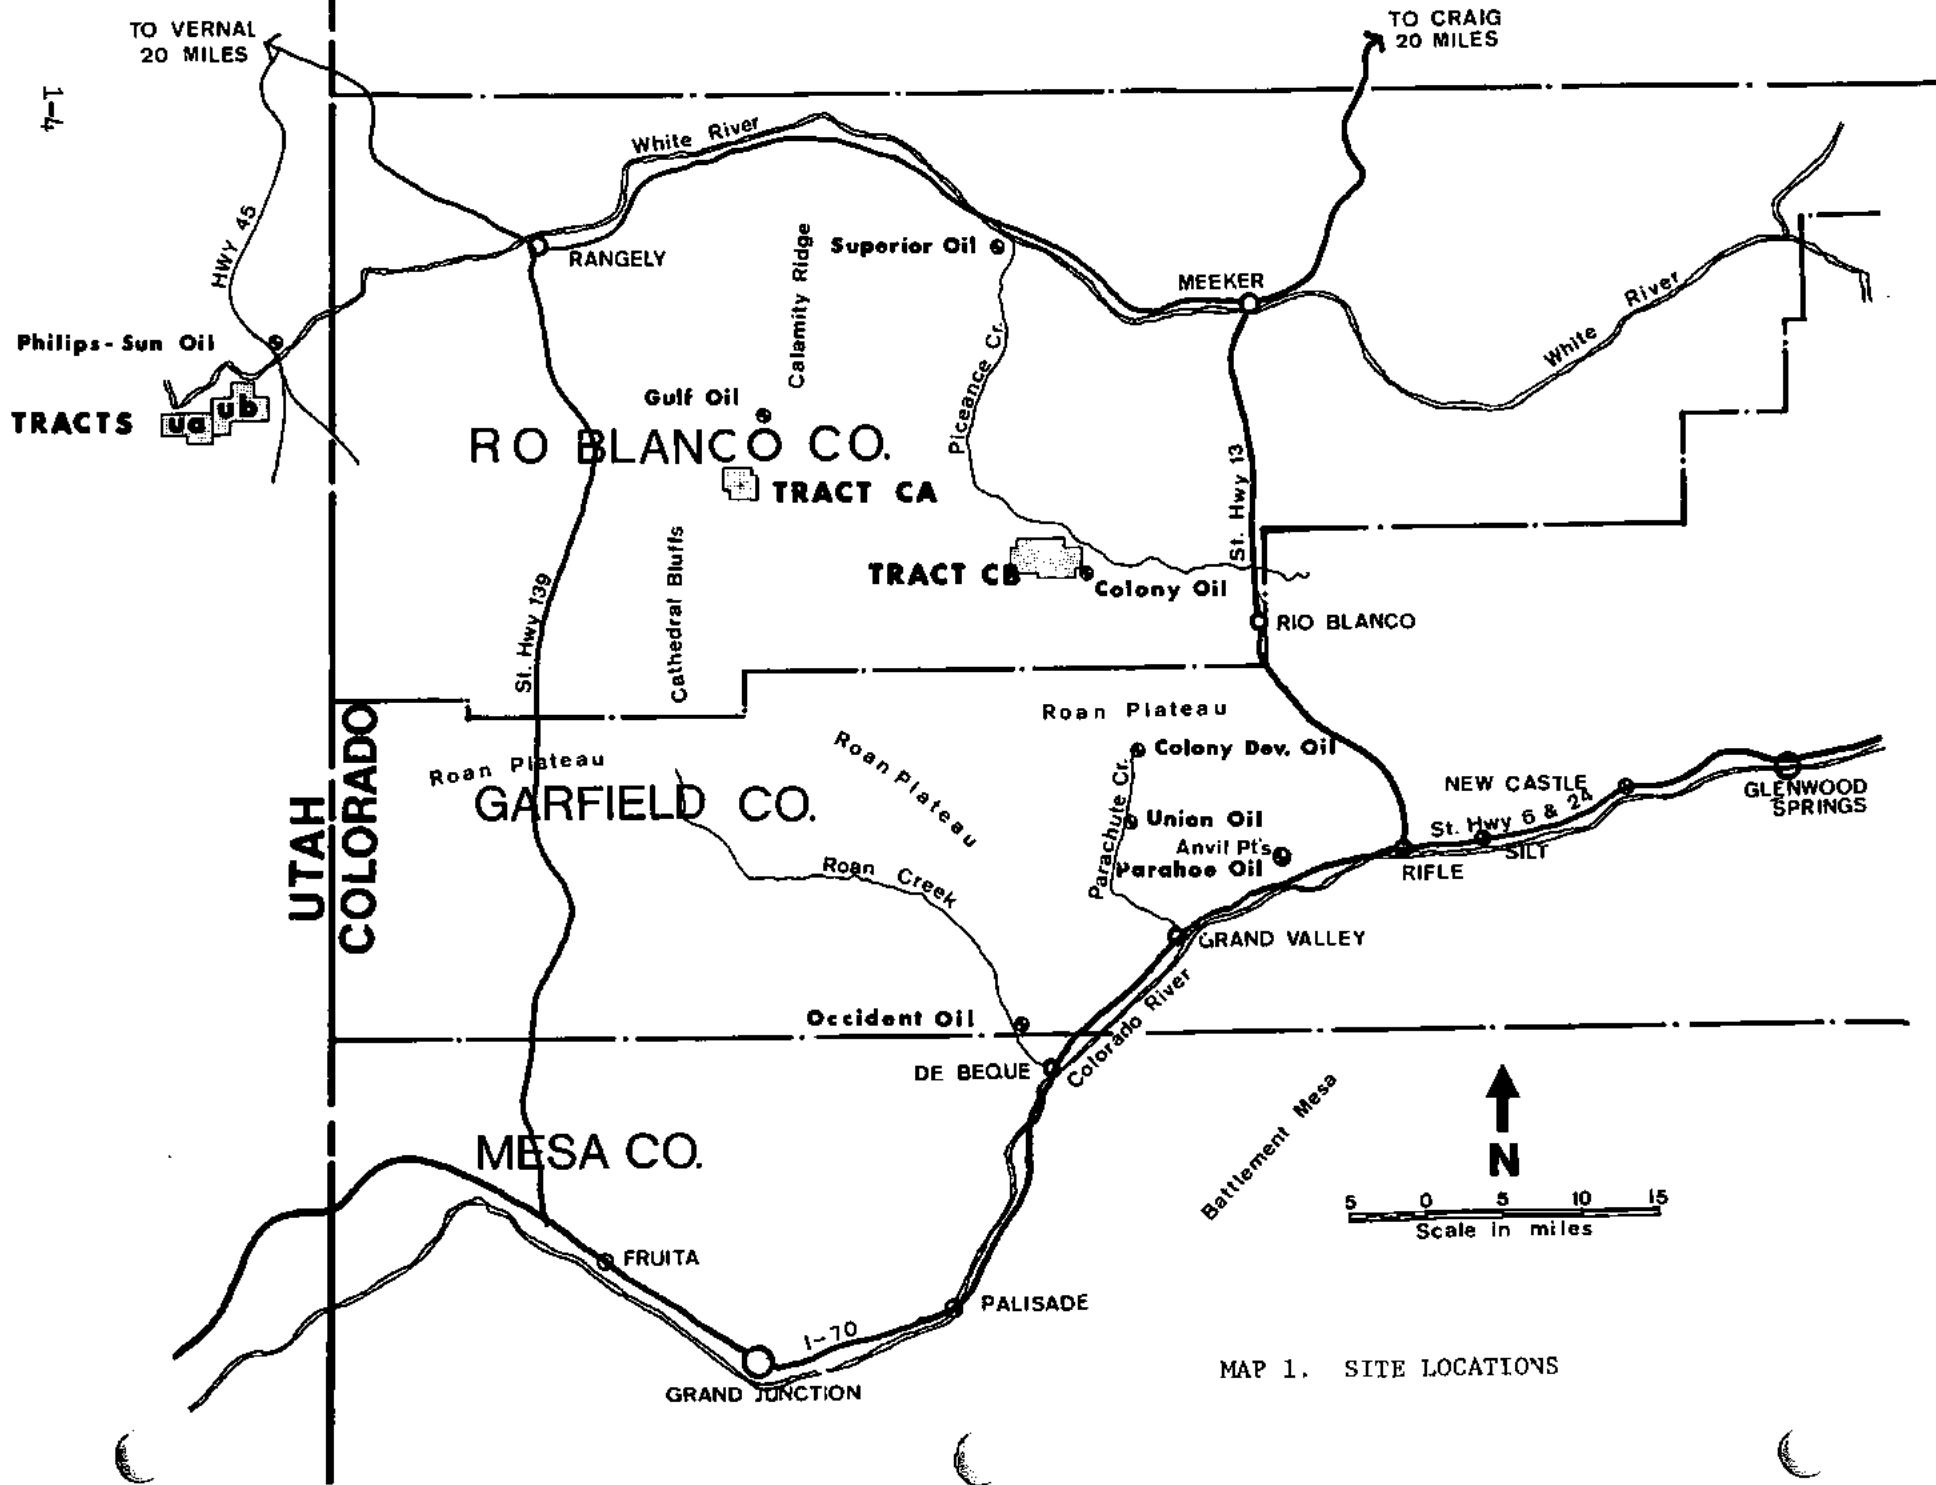 TO VERNAL
20 MILES
TO CRAIG
20 MILES
1-4
White River
HWY 45
RANGELY
Calamity Ridge
Superior Oil
MEEKER
White River
Philips-Sun Oil
Piceance Cr.
TRACTS ua ub
Gulf Oil
RO BLANCO CO.
TRACT CA
St. Hwy 13
TRACT CB
Colony Oil
Cathedral Bluffs
St. Hwy 139
RIO BLANCO
Roan Plateau
Roan Plateau
Roan Plateau
Colony Dev. Oil
UTAH
COLORADO
GARFIELD CO.
Parachute Cr.
Union Oil
Anvil Pt's
Parahoe Oil
NEW CASTLE
St. Hwy 6 & 24
GLENWOOD
SPRINGS
SILT
RIFLE
Roan Creek
GRAND VALLEY
Occident Oil
Colorado River
DE BEQUE
Battlement Mesa
MESA CO.
N
5 0 5 10 15
Scale in miles
FRUITA
PALISADE
I-70
GRAND JUNCTION
MAP 1. SITE LOCATIONS